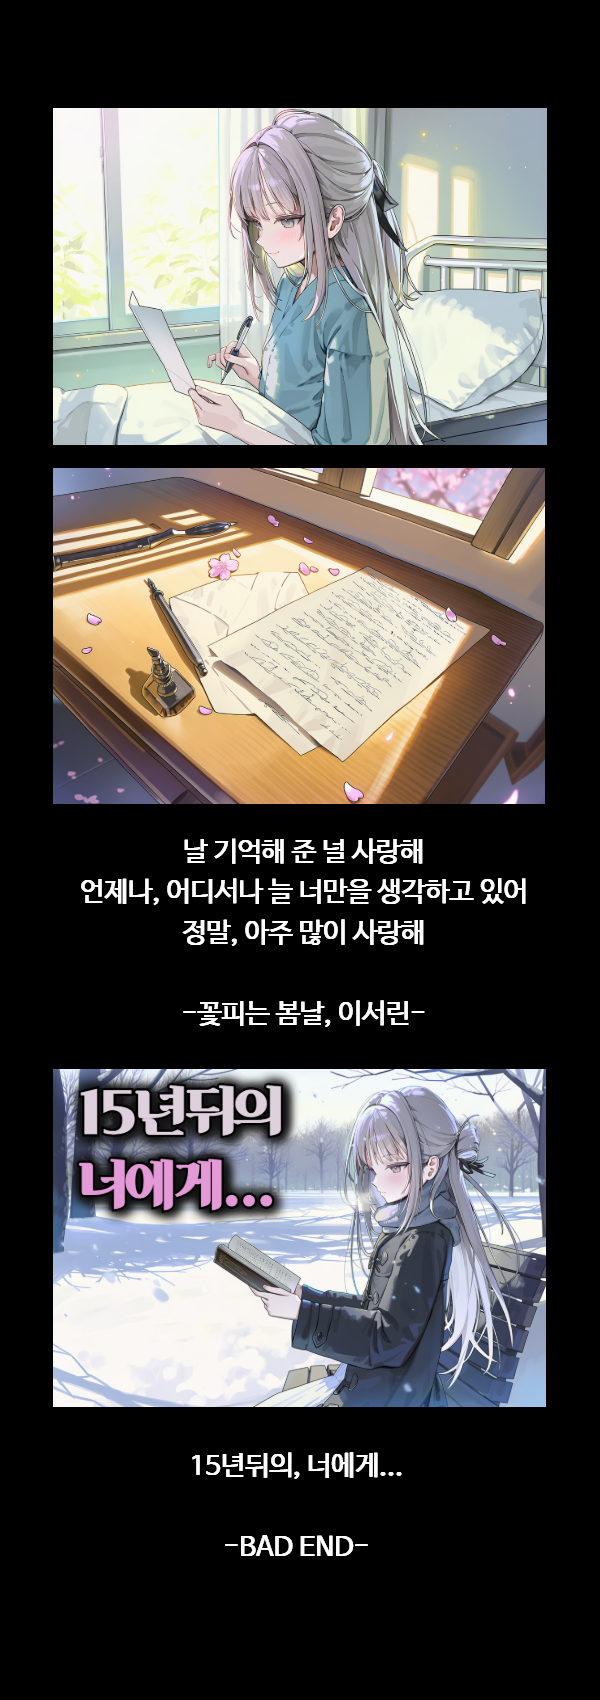 날 기억해 준 널 사랑해
언제나, 어디서나 늘 너만을 생각하고 있어
정말, 아주 많이 사랑해
-꽃피는 봄날, 이서린-
15년뒤의
너에게...
15년뒤의, 너에게...
-BAD END-